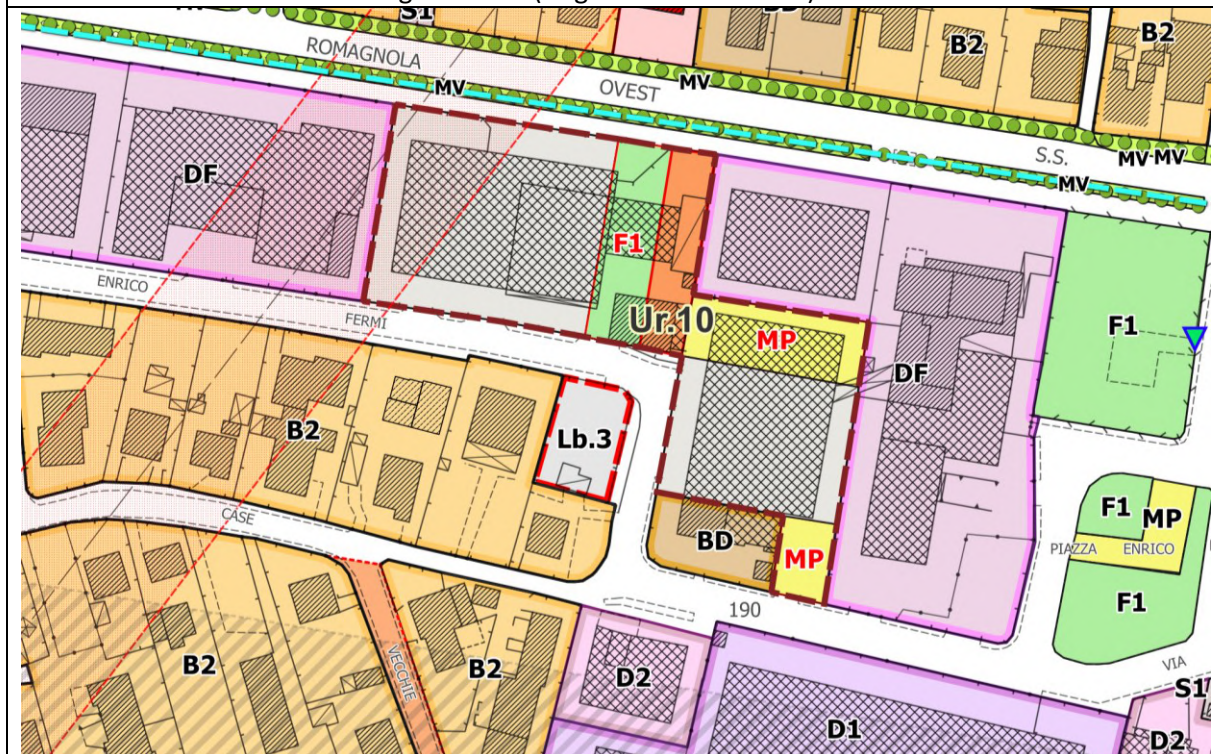 S1
B2
B2
ROMAGNOLA
OVEST
S.S.
MV
MV
MV-MV
MV
DF
F1
Ur.10
MP
DF
F1
ENRICO
FERMI
B2
Lb.3
CASE
BD
MP
F1
MP
PIAZZA ENRICO
F1
190
VIA
B2
VECCHIE
B2
D2
D1
S1
D2